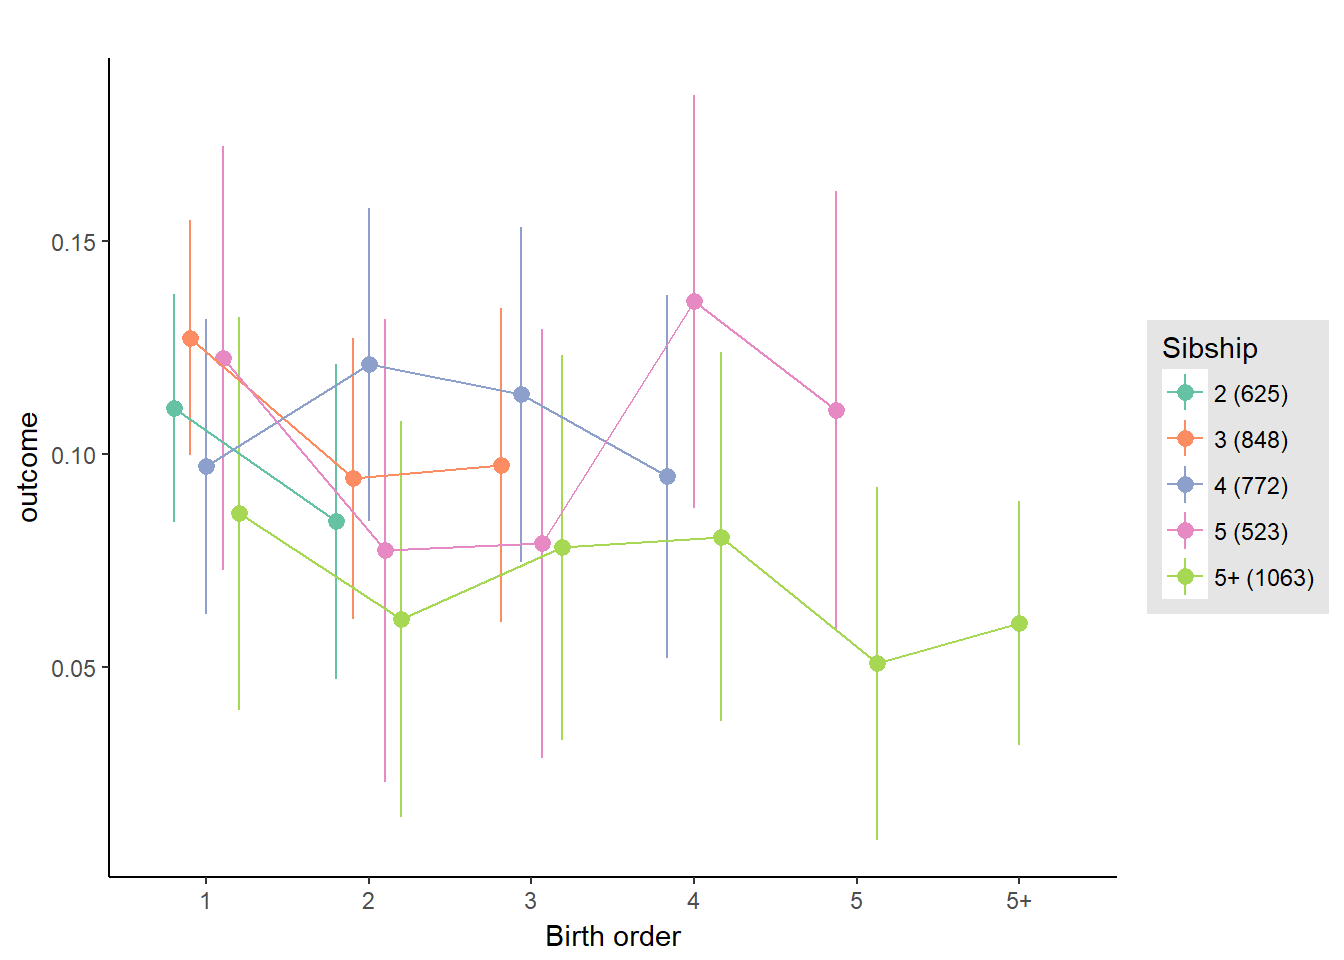 outcome
0.15
0.10
0.05
1 2 3 4 5 5+
Birth order
Sibship
2 (625)
3 (848)
4 (772)
5 (523)
5+ (1063)